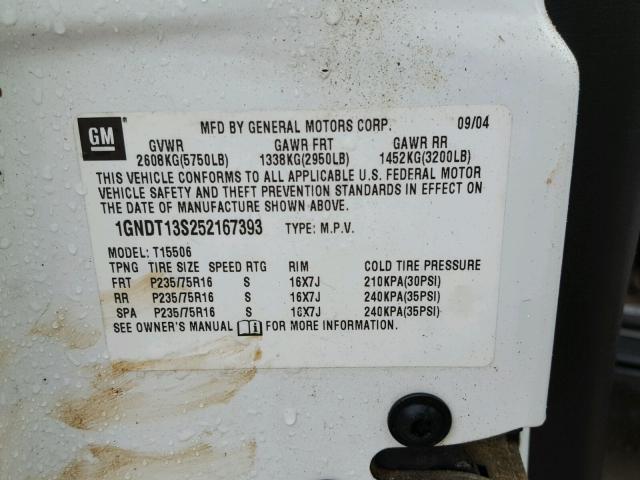 GM
MFD BY GENERAL MOTORS CORP. 09/04
GVWR GAWR FRT GAWR RR
2608KG(5750LB) 1338KG(2950LB) 1452KG(3200LB)
THIS VEHICLE CONFORMS TO ALL APPLICABLE U.S. FEDERAL MOTOR
VEHICLE SAFETY AND THEFT PREVENTION STANDARDS IN EFFECT ON
THE DATE OF MANUFACTURE SHOWN ABOVE.
1GNDT13S252167393 TYPE: M.P.V.
MODEL: T15506
TPNG TIRE SIZE SPEED RTG RIM COLD TIRE PRESSURE
FRT P235/75R16 S 16X7J 210KPA(30PSI)
RR P235/75R16 S 16X7J 240KPA(35PSI)
SPA P235/75R16 S 16X7J 240KPA(35PSI)
SEE OWNER'S MANUAL i FOR MORE INFORMATION.